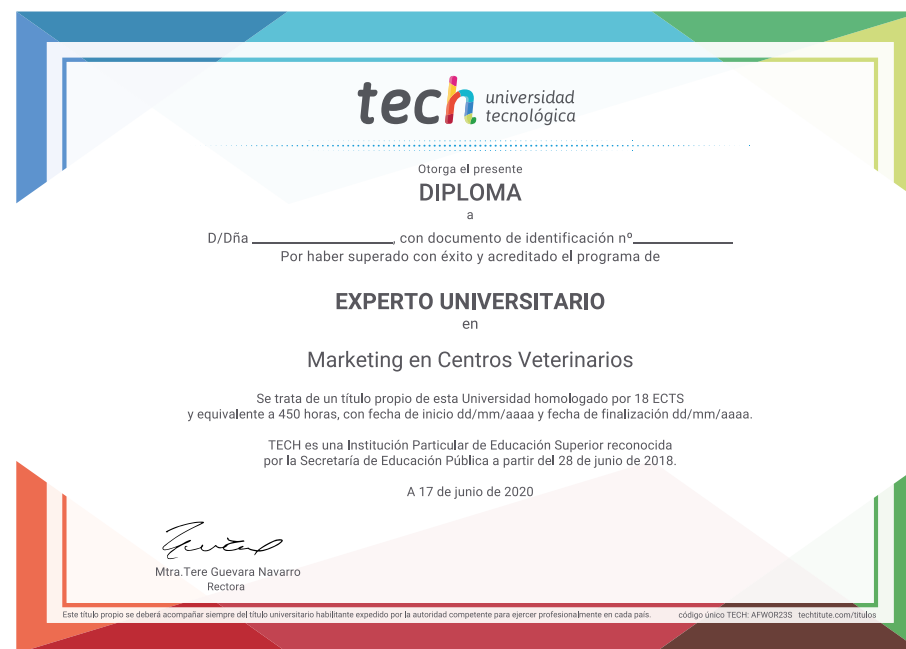 tech universidad
tecnológica
Otorga el presente
DIPLOMA
a
D/Dña ______________, con documento de identificación nº__________
Por haber superado con éxito y acreditado el programa de
EXPERTO UNIVERSITARIO
en
Marketing en Centros Veterinarios
Se trata de un título propio de esta Universidad homologado por 18 ECTS
y equivalente a 450 horas, con fecha de inicio dd/mm/aaaa y fecha de finalización dd/mm/aaaa.
TECH es una Institución Particular de Educación Superior reconocida
por la Secretaría de Educación Pública a partir del 28 de junio de 2018.
A 17 de junio de 2020
Mtra.Tere Guevara Navarro
Rectora
Este título propio se deberá acompañar siempre del título universitario habilitante expedido por la autoridad competente para ejercer profesionalmente en cada país. código único TECH: AFWOR23S techtitute.com/titulos